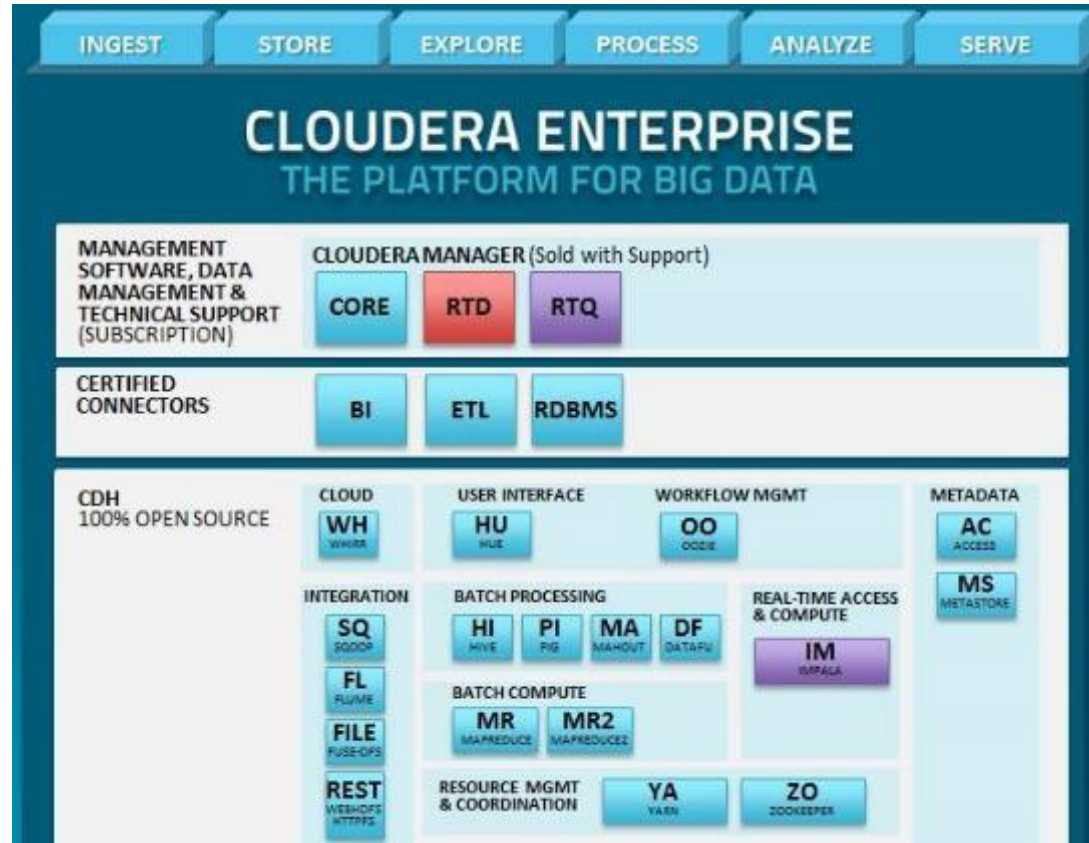 INGEST
STORE
EXPLORE
PROCESS
ANALYZE
SERVE
CLOUDERA ENTERPRISE
THE PLATFORM FOR BIG DATA
MANAGEMENT
SOFTWARE, DATA
MANAGEMENT &
TECHNICAL SUPPORT
(SUBSCRIPTION)
CLOUDERA MANAGER (Sold with Support)
CORE
RTD
RTQ
CERTIFIED
CONNECTORS
BI
ETL
RDBMS
CDH
100% OPEN SOURCE
CLOUD
WH
WHIRR
USER INTERFACE
HU
HUE
WORKFLOW MGMT
OO
OOZIE
METADATA
AC
ACCESS
MS
METASTORE
INTEGRATION
SQ
SQOOP
FL
FLUME
FILE
FUSE-DFS
REST
WEBHDFS
HTTPFS
BATCH PROCESSING
HI
HIVE
PI
PIG
MA
MAHOUT
DF
DATAFU
REAL-TIME ACCESS
& COMPUTE
IM
IMPALA
BATCH COMPUTE
MR
MAPREDUCE
MR2
MAPREDUCE2
RESOURCE MGMT
& COORDINATION
YA
YARN
ZO
ZOOKEEPER